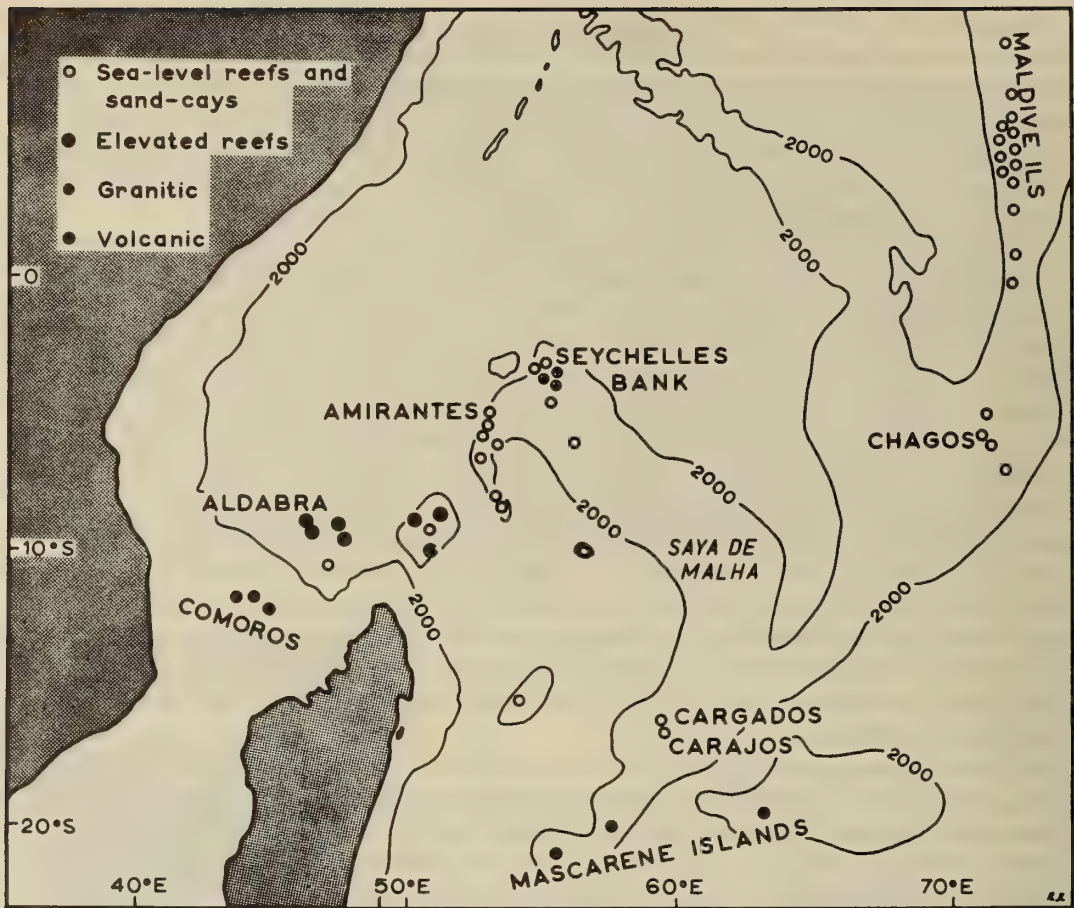 Sea-level reefs and
sand-cays
Elevated reefs
Granitic
Volcanic
MALDIVE ILS
2000
2000
2000
0
SEYCHELLES
BANK
AMIRANTES
CHAGOS
2000
ALDABRA
2000
10°S
SAYA DE
MALHA
COMOROS
2000
2000
CARGADOS
CARAJOS
2000
20°S
MASCARENE ISLANDS
40°E
50°E
60°E
70°E